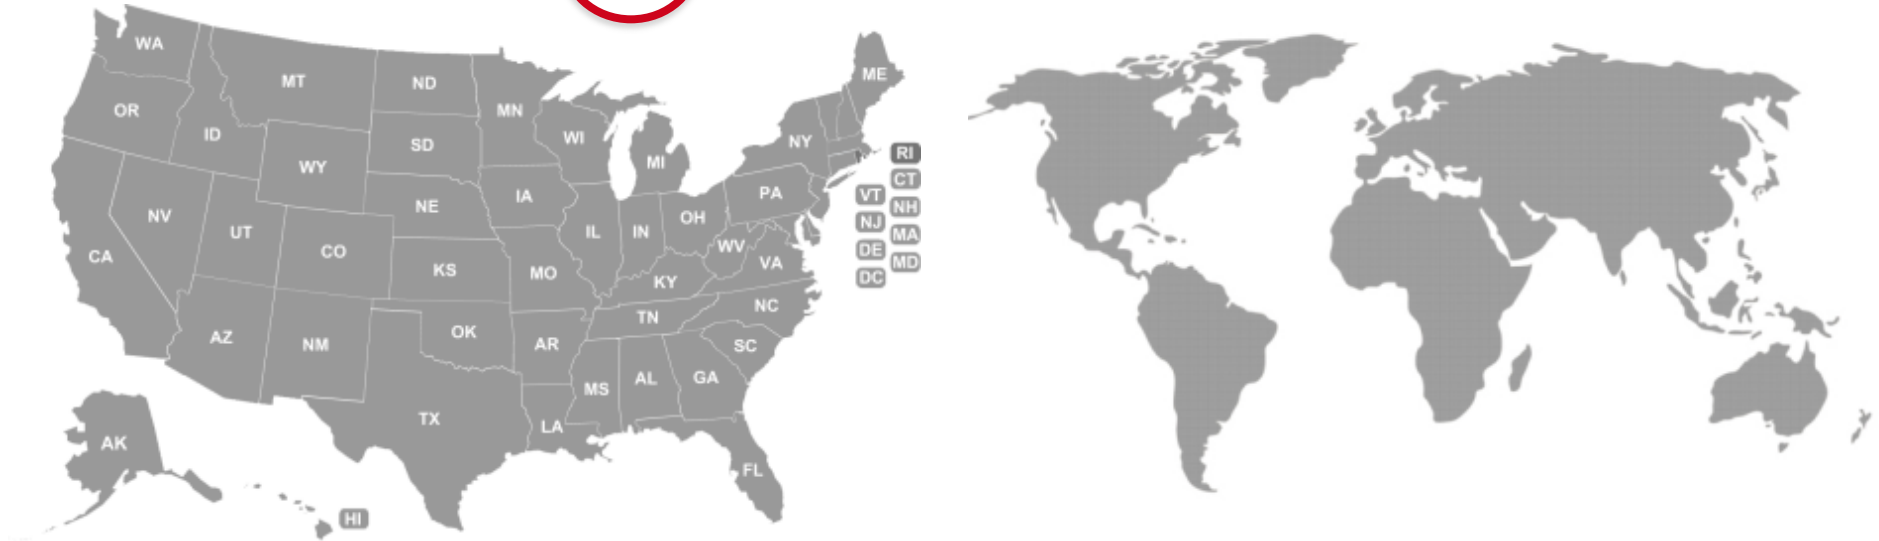 WA
MT
ND
MN
ME
OR
ID
SD
WI
NY
WY
MI
RI
CT
NV
NE
IA
PA
VT
NH
UT
CO
IL
IN
OH
NJ
MA
CA
KS
MO
WV
VA
DE
MD
KY
DC
NC
AZ
NM
OK
TN
AR
SC
MS
AL
GA
TX
LA
AK
FL
HI